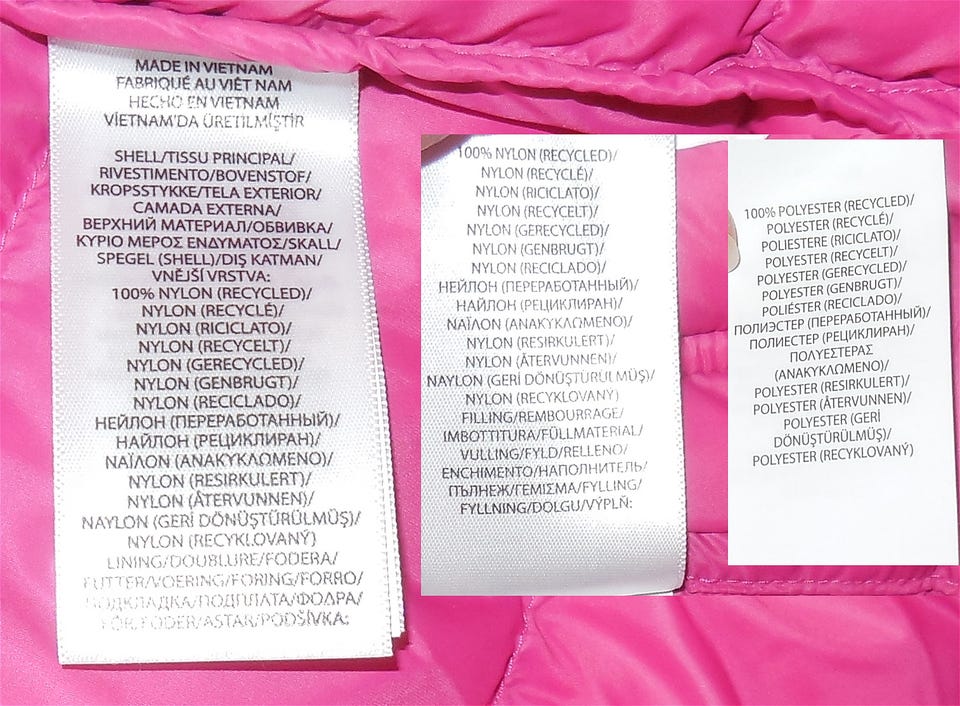 MADE IN VIETNAM
FABRIQUÉ AU VIÊT NAM
HECHO EN VIETNAM
VİETNAM'DA ÜRETİLMİŞTİR
SHELL/TISSU PRINCIPAL/
RIVESTIMENTO/BOVENSTOF/
KROPSSTYKKE/TELA EXTERIOR/
CAMADA EXTERNA/
ВЕРХНИЙ МАТЕРИАЛ/ОБВИВКА/
ΚΥΡΙΟ ΜΕΡΟΣ ΕΝΔΥΜΑΤΟΣ/SKALL/
SPEGEL (SHELL)/DIŞ KATMAN/
VNĚJŠÍ VRSTVA:
100% NYLON (RECYCLED)/
NYLON (RECYCLÉ)/
NYLON (RICICLATO)/
NYLON (RECYCELT)/
NYLON (GERECYCLED)/
NYLON (GENBRUGT)/
NYLON (RECICLADO)/
НЕЙЛОН (ПЕРЕРАБОТАННЫЙ)/
НАЙЛОН (РЕЦИКЛИРАН)/
ΝΑΪΛΟΝ (ΑΝΑΚΥΚΛΩΜΕΝΟ)/
NYLON (RESIRKULERT)/
NYLON (ÅTERVUNNEN)/
NAYLON (GERİ DÖNÜŞTÜRÜLMÜŞ)/
NYLON (RECYKLOVANÝ)
LINING/DOUBLURE/FODERA/
FUTTER/VOERING/FORING/FORRO/
ПОДКЛАДКА/ПОДПЛАТА/ΦΟΔΡΑ/
FÔR/FODER/ASTAR/PODŠÍVKA:
100% NYLON (RECYCLED)/
NYLON (RECYCLÉ)/
NYLON (RICICLATO)/
NYLON (RECYCELT)/
NYLON (GERECYCLED)/
NYLON (GENBRUGT)/
NYLON (RECICLADO)/
НЕЙЛОН (ПЕРЕРАБОТАННЫЙ)/
НАЙЛОН (РЕЦИКЛИРАН)/
ΝΑΪΛΟΝ (ΑΝΑΚΥΚΛΩΜΕΝΟ)/
NYLON (RESIRKULERT)/
NYLON (ÅTERVUNNEN)/
NAYLON (GERİ DÖNÜŞTÜRÜLMÜŞ)/
NYLON (RECYKLOVANÝ)
FILLING/REMBOURRAGE/
IMBOTTITURA/FÜLLMATERIAL/
VULLING/FYLD/RELLENO/
ENCHIMENTO/НАПОЛНИТЕЛЬ/
ПЪЛНЕЖ/ΓΕΜΙΣΜΑ/FYLLING/
FYLLNING/DOLGU/VÝPLŇ:
100% POLYESTER (RECYCLED)/
POLYESTER (RECYCLÉ)/
POLIESTERE (RICICLATO)/
POLYESTER (RECYCELT)/
POLYESTER (GERECYCLED)/
POLYESTER (GENBRUGT)/
POLIÉSTER (RECICLADO)/
ПОЛИЭСТЕР (ПЕРЕРАБОТАННЫЙ)/
ПОЛИЕСТЕР (РЕЦИКЛИРАН)/
ΠΟΛΥΕΣΤΕΡΑΣ
(ΑΝΑΚΥΚΛΩΜΕΝΟ)/
POLYESTER (RESIRKULERT)/
POLYESTER (ÅTERVUNNEN)/
POLYESTER (GERİ
DÖNÜŞTÜRÜLMÜŞ)/
POLYESTER (RECYKLOVANÝ)